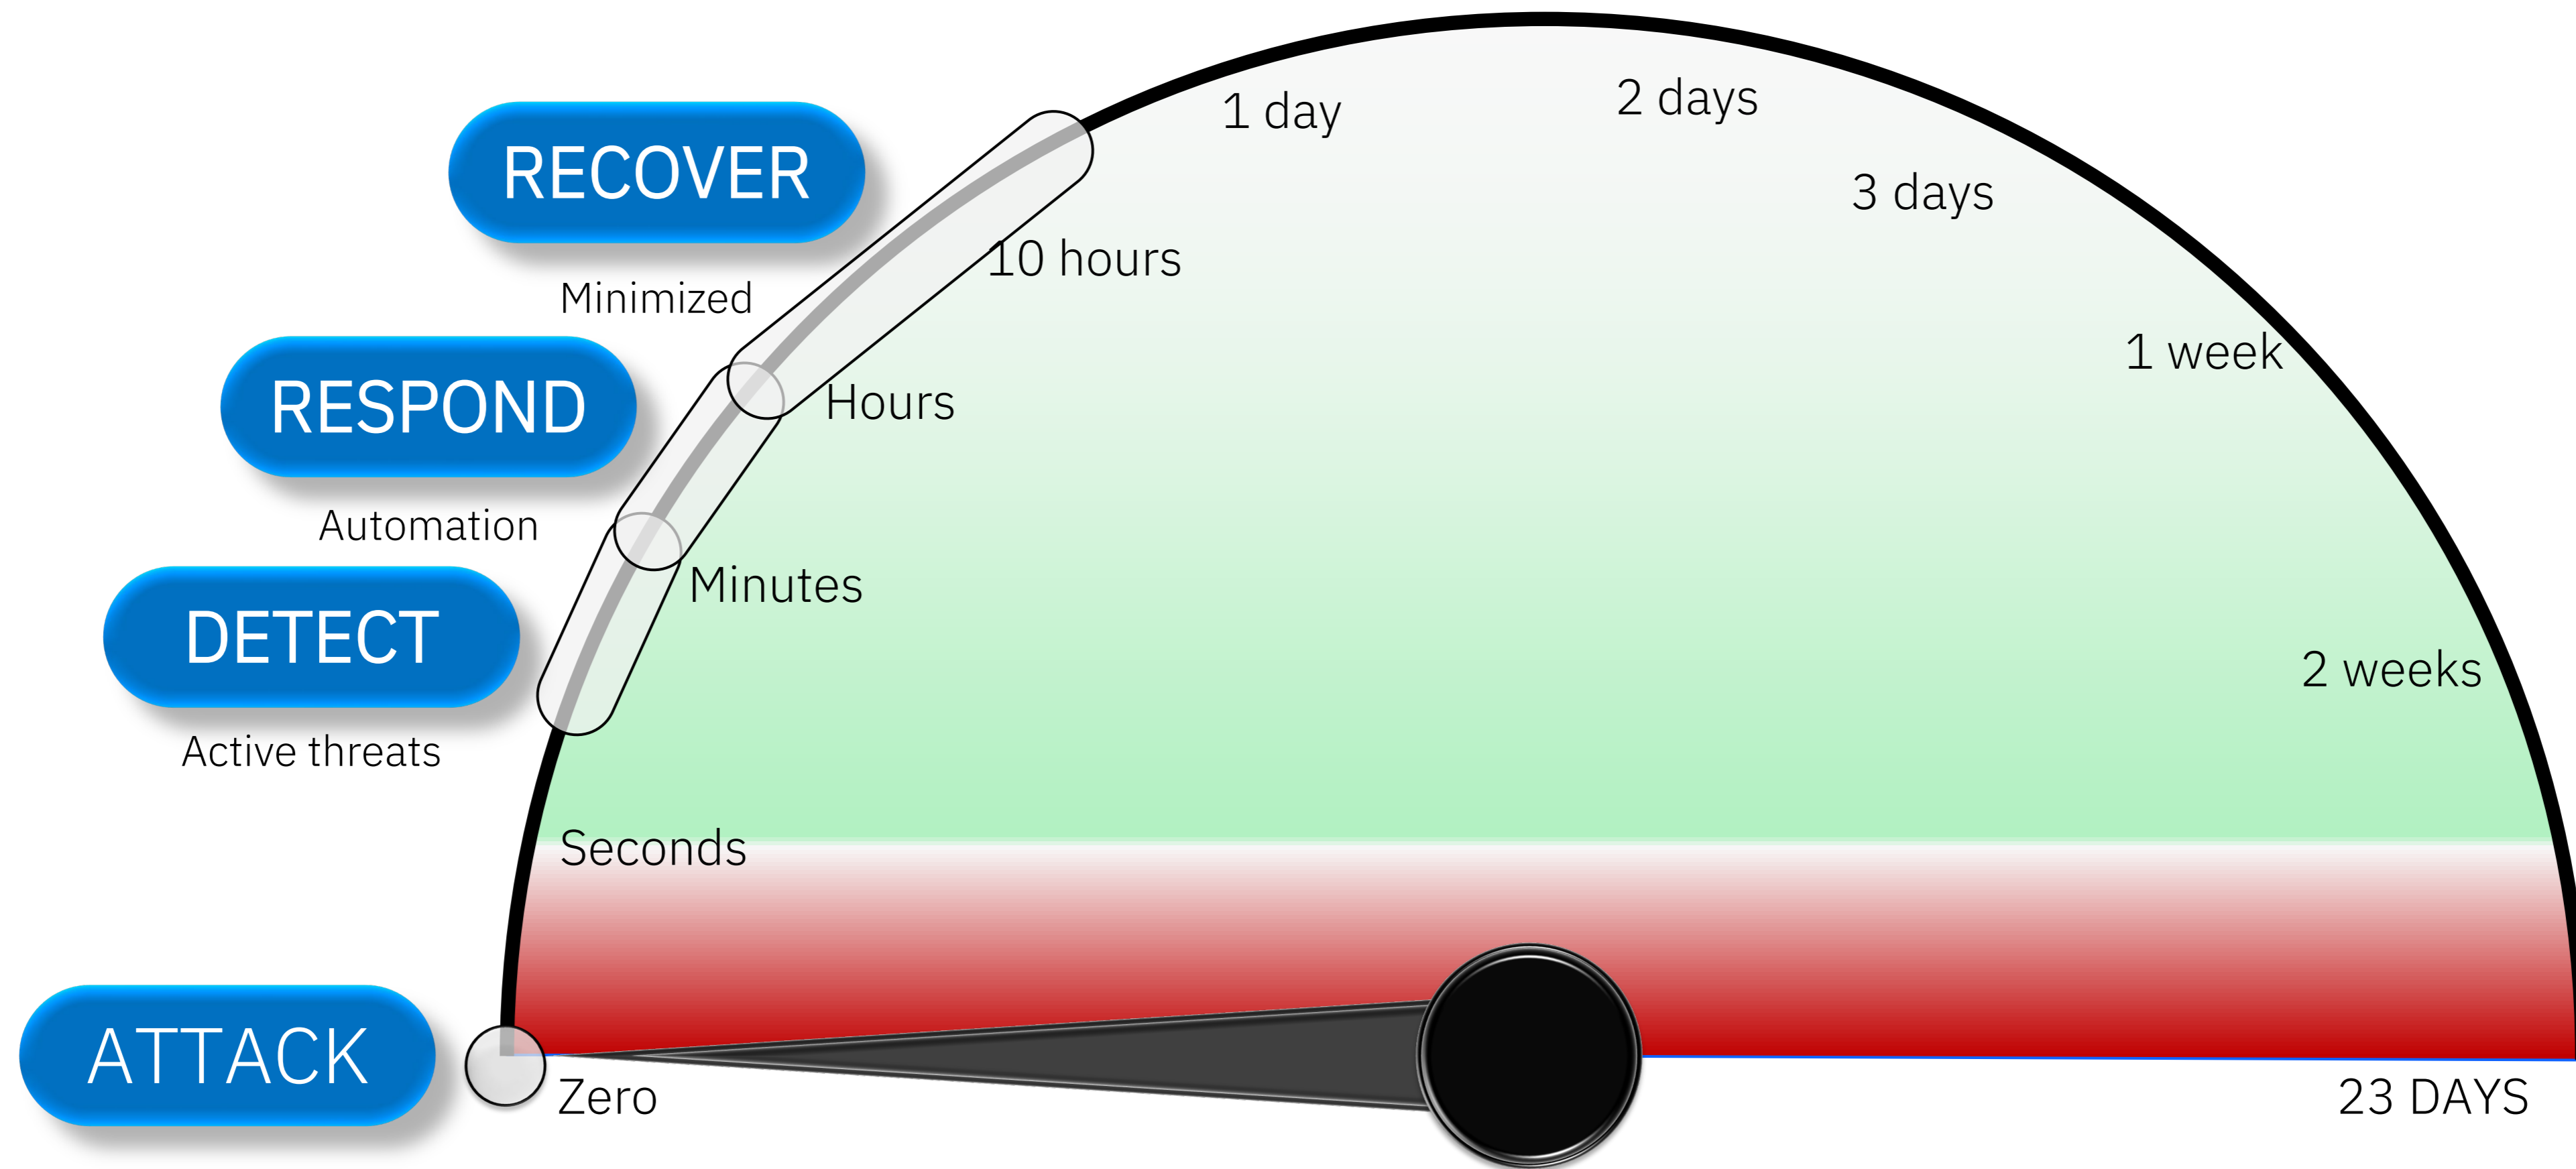 RECOVER
Minimized
RESPOND
Automation
DETECT
Active threats
ATTACK
Zero
Seconds
Minutes
Hours
10 hours
1 day
2 days
3 days
1 week
2 weeks
23 DAYS